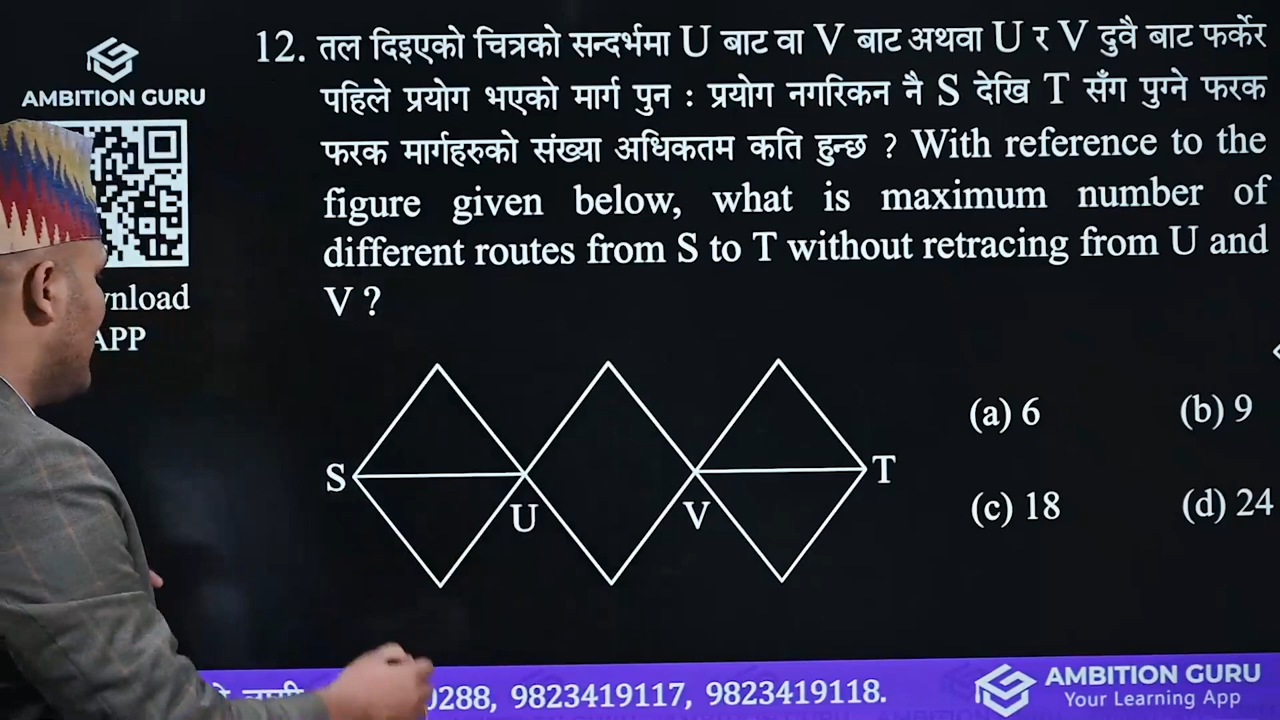 AMBITION GURU
12. तल दिइएको चित्रको सन्दर्भमा U बाट वा V बाट अथवा U र V दुवै बाट फर्केर
पहिले प्रयोग भएको मार्ग पुन : प्रयोग नगरिकन नै S देखि T सँग पुग्ने फरक
फरक मार्गहरुको संख्या अधिकतम कति हुन्छ ? With reference to the
figure given below, what is maximum number of
different routes from S to T without retracing from U and
V ?
APP
S
U
V
T
(a) 6
(b) 9
(c) 18
(d) 24
0288, 9823419117, 9823419118.
AMBITION GURU
Your Learning App